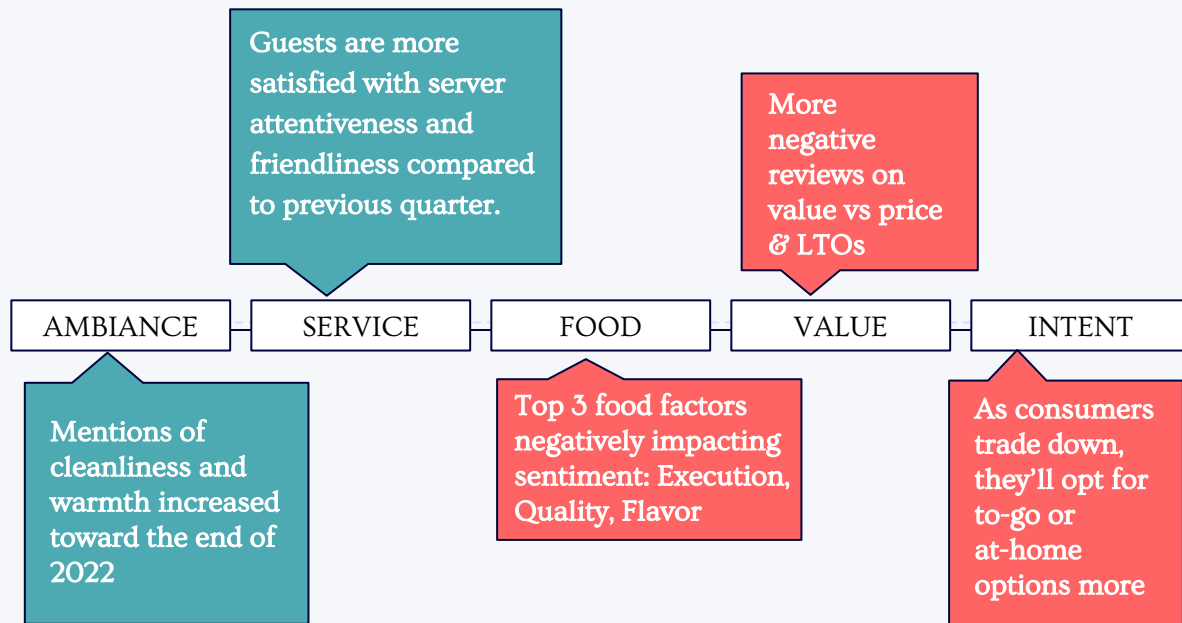 Guests are more
satisfied with server
attentiveness and
friendliness compared
to previous quarter.
More
negative
reviews on
value vs price
& LTOs
AMBIANCE
SERVICE
FOOD
VALUE
INTENT
Mentions of
cleanliness and
warmth increased
toward the end of
2022
Top 3 food factors
negatively impacting
sentiment: Execution,
Quality, Flavor
As consumers
trade down,
they'll opt for
to-go or
at-home
options more